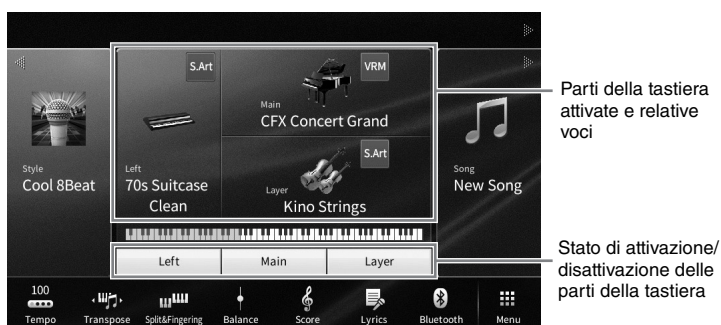 S.Art
VRM
Main
CFX Concert Grand
Parti della tastiera
attivate e relative
voci
Style
Cool 8Beat
Left
70s Suitcase
Clean
S.Art
Layer
Kino Strings
Song
New Song
Left
Main
Layer
Stato di attivazione/
disattivazione delle
parti della tastiera
100
Tempo
Transpose
Split&Fingering
Balance
Score
Lyrics
Bluetooth
Menu